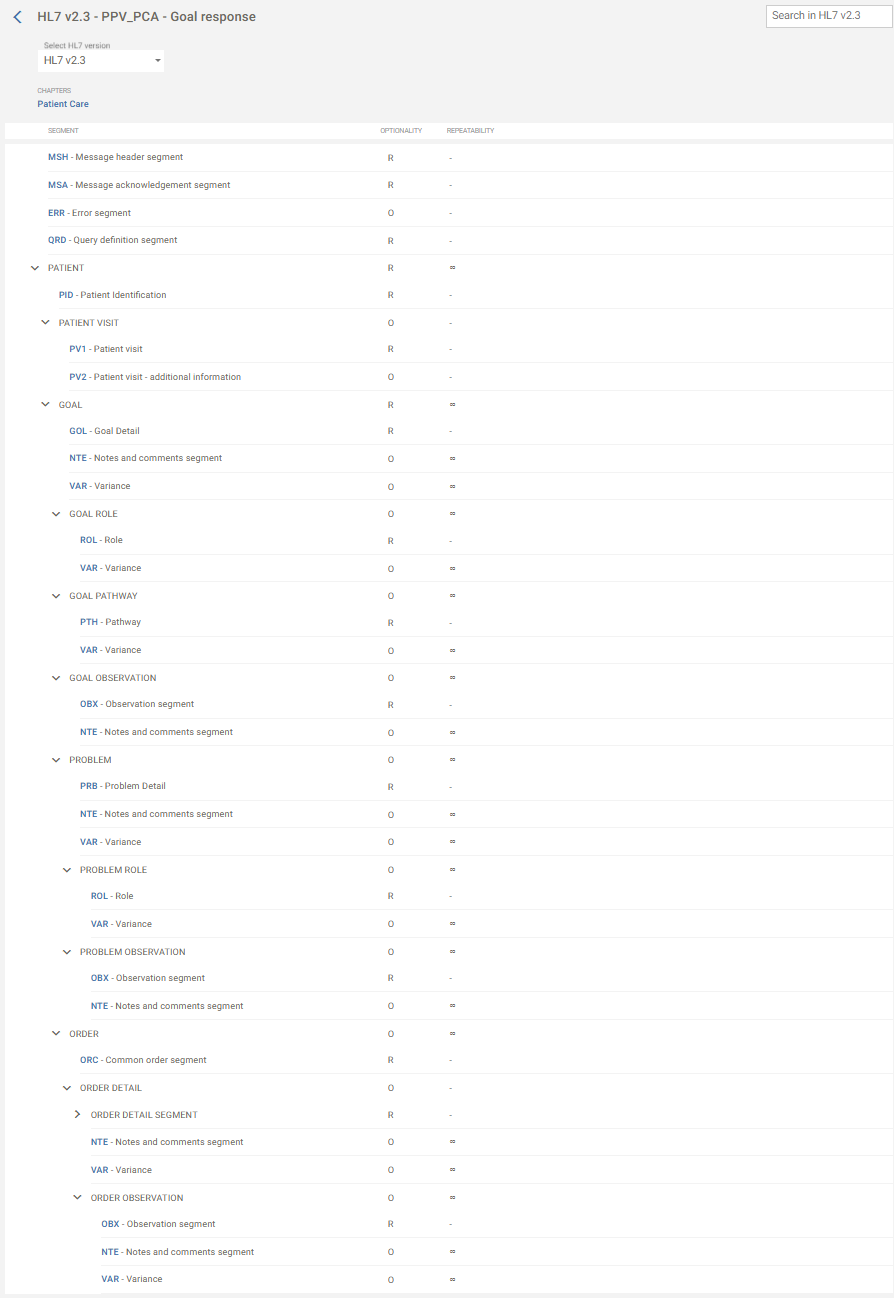 HL7 v2.3 - PPV_PCA - Goal response
Search in HL7 v2.3
Select HL7 version
HL7 v2.3
CHAPTERS
Patient Care
SEGMENT OPTIONALITY REPEATABILITY
MSH - Message header segment R -
MSA - Message acknowledgement segment R -
ERR - Error segment O -
QRD - Query definition segment R -
PATIENT R ∞
PID - Patient Identification R -
PATIENT VISIT O -
PV1 - Patient visit R -
PV2 - Patient visit - additional information O -
GOAL R ∞
GOL - Goal Detail R -
NTE - Notes and comments segment O ∞
VAR - Variance O ∞
GOAL ROLE O ∞
ROL - Role R -
VAR - Variance O ∞
GOAL PATHWAY O ∞
PTH - Pathway R -
VAR - Variance O ∞
GOAL OBSERVATION O ∞
OBX - Observation segment R -
NTE - Notes and comments segment O ∞
PROBLEM O ∞
PRB - Problem Detail R -
NTE - Notes and comments segment O ∞
VAR - Variance O ∞
PROBLEM ROLE O ∞
ROL - Role R -
VAR - Variance O ∞
PROBLEM OBSERVATION O ∞
OBX - Observation segment R -
NTE - Notes and comments segment O ∞
ORDER O ∞
ORC - Common order segment R -
ORDER DETAIL O -
ORDER DETAIL SEGMENT R -
NTE - Notes and comments segment O ∞
VAR - Variance O ∞
ORDER OBSERVATION O ∞
OBX - Observation segment R -
NTE - Notes and comments segment O ∞
VAR - Variance O ∞